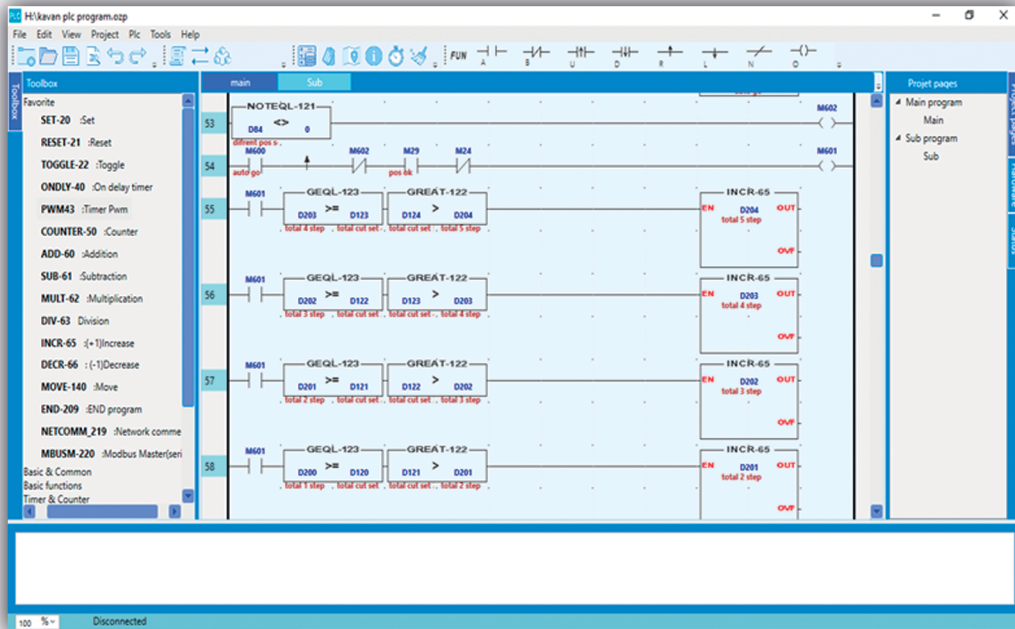 H:\kavan plc program.ozp
File Edit View Project Plc Tools Help
FUN A B U D R L N O
Toolbox
Toolbox
Favorite
SET-20 :Set
RESET-21 :Reset
TOGGLE-22 :Toggle
ONDLY-40 :On delay timer
PWM43 :Timer Pwm
COUNTER-50 :Counter
ADD-60 :Addition
SUB-61 :Subtraction
MULT-62 :Multiplication
DIV-63 Division
INCR-65 :(+1)Increase
DECR-66 : (-1)Decrease
MOVE-140 :Move
END-209 :END program
NETCOMM_219 :Network comme
MBUSM-220 :Modbus Master(seri
Basic & Common
Basic functions
Timer & Counter
main Sub
NOTEQL-121 M602
53 D84 <> 0
difrent pos s
M600 M602 M29 M24 M601
54
auto go pos ok
M601 GEQL-123 GREAT-122 INCR-65
55 D203 >= D123 D124 > D204 EN D204 OUT
total 4 step total cut set total cut set total 5 step total 5 step
OVF
M601 GEQL-123 GREAT-122 INCR-65
56 D202 >= D122 D123 > D203 EN D203 OUT
total 3 step total cut set total cut set total 4 step total 4 step
OVF
M601 GEQL-123 GREAT-122 INCR-65
57 D201 >= D121 D122 > D202 EN D202 OUT
total 2 step total cut set total cut set total 3 step total 3 step
OVF
M601 GEQL-123 GREAT-122 INCR-65
58 D200 >= D120 D121 > D201 EN D201 OUT
total 1 step total cut set total cut set total 2 step total 2 step
OVF
Projet pages
Main program
Main
Sub program
Sub
Projet pages
Hardware
Status
100 %
Disconnected